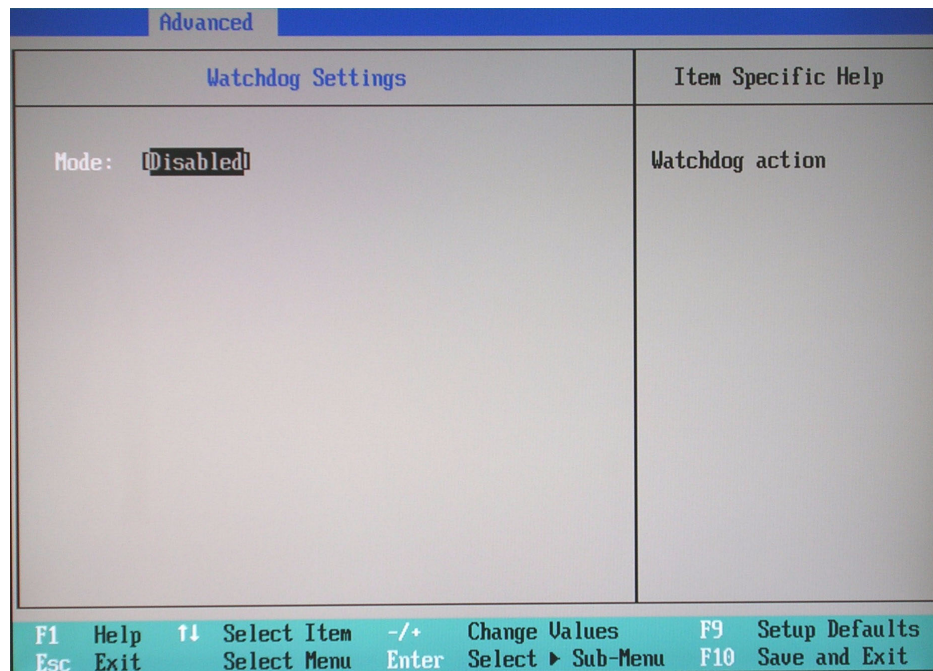 Advanced
Watchdog Settings
Item Specific Help
Mode: [Disabled]
Watchdog action
F1 Help ↑↓ Select Item -/+ Change Values F9 Setup Defaults
Esc Exit Select Menu Enter Select ▶ Sub-Menu F10 Save and Exit